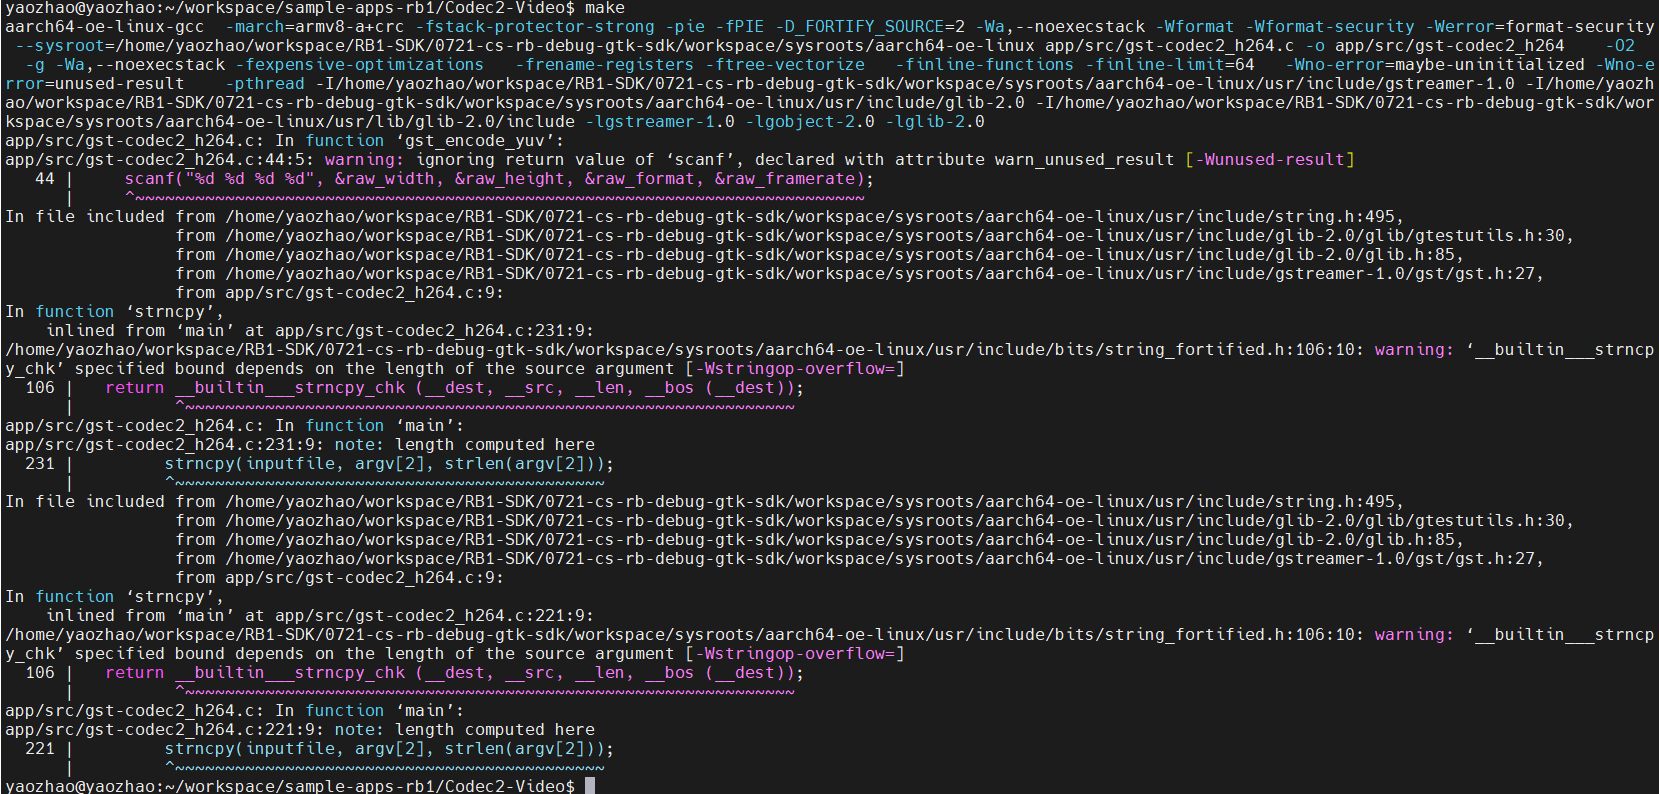 yaozhao@yaozhao:~/workspace/sample-apps-rb1/Codec2-Video$ make
aarch64-oe-linux-gcc  -march=armv8-a+crc -fstack-protector-strong -pie -fPIE -D_FORTIFY_SOURCE=2 -Wa,--noexecstack -Wformat -Wformat-security -Werror=format-security
 --sysroot=/home/yaozhao/workspace/RB1-SDK/0721-cs-rb-debug-gtk-sdk/workspace/sysroots/aarch64-oe-linux app/src/gst-codec2_h264.c -o app/src/gst-codec2_h264    -O2
  -g -Wa,--noexecstack -fexpensive-optimizations   -frename-registers -ftree-vectorize   -finline-functions -finline-limit=64   -Wno-error=maybe-uninitialized -Wno-e
rror=unused-result    -pthread -I/home/yaozhao/workspace/RB1-SDK/0721-cs-rb-debug-gtk-sdk/workspace/sysroots/aarch64-oe-linux/usr/include/gstreamer-1.0 -I/home/yaozh
ao/workspace/RB1-SDK/0721-cs-rb-debug-gtk-sdk/workspace/sysroots/aarch64-oe-linux/usr/include/glib-2.0 -I/home/yaozhao/workspace/RB1-SDK/0721-cs-rb-debug-gtk-sdk/wor
kspace/sysroots/aarch64-oe-linux/usr/lib/glib-2.0/include -lgstreamer-1.0 -lgobject-2.0 -lglib-2.0
app/src/gst-codec2_h264.c: In function ‘gst_encode_yuv’:
app/src/gst-codec2_h264.c:44:5: warning: ignoring return value of ‘scanf’, declared with attribute warn_unused_result [-Wunused-result]
   44 |     scanf("%d %d %d %d", &raw_width, &raw_height, &raw_format, &raw_framerate);
      |     ^~~~~~~~~~~~~~~~~~~~~~~~~~~~~~~~~~~~~~~~~~~~~~~~~~~~~~~~~~~~~~~~~~~~~~~~~~
In file included from /home/yaozhao/workspace/RB1-SDK/0721-cs-rb-debug-gtk-sdk/workspace/sysroots/aarch64-oe-linux/usr/include/string.h:495,
                 from /home/yaozhao/workspace/RB1-SDK/0721-cs-rb-debug-gtk-sdk/workspace/sysroots/aarch64-oe-linux/usr/include/glib-2.0/glib/gtestutils.h:30,
                 from /home/yaozhao/workspace/RB1-SDK/0721-cs-rb-debug-gtk-sdk/workspace/sysroots/aarch64-oe-linux/usr/include/glib-2.0/glib.h:85,
                 from /home/yaozhao/workspace/RB1-SDK/0721-cs-rb-debug-gtk-sdk/workspace/sysroots/aarch64-oe-linux/usr/include/gstreamer-1.0/gst/gst.h:27,
                 from app/src/gst-codec2_h264.c:9:
In function ‘strncpy’,
    inlined from ‘main’ at app/src/gst-codec2_h264.c:231:9:
/home/yaozhao/workspace/RB1-SDK/0721-cs-rb-debug-gtk-sdk/workspace/sysroots/aarch64-oe-linux/usr/include/bits/string_fortified.h:106:10: warning: ‘__builtin___strncp
y_chk’ specified bound depends on the length of the source argument [-Wstringop-overflow=]
  106 |   return __builtin___strncpy_chk (__dest, __src, __len, __bos (__dest));
      |          ^~~~~~~~~~~~~~~~~~~~~~~~~~~~~~~~~~~~~~~~~~~~~~~~~~~~~~~~~~~~~~
app/src/gst-codec2_h264.c: In function ‘main’:
app/src/gst-codec2_h264.c:231:9: note: length computed here
  231 |         strncpy(inputfile, argv[2], strlen(argv[2]));
      |         ^~~~~~~~~~~~~~~~~~~~~~~~~~~~~~~~~~~~~~~~~~~~
In file included from /home/yaozhao/workspace/RB1-SDK/0721-cs-rb-debug-gtk-sdk/workspace/sysroots/aarch64-oe-linux/usr/include/string.h:495,
                 from /home/yaozhao/workspace/RB1-SDK/0721-cs-rb-debug-gtk-sdk/workspace/sysroots/aarch64-oe-linux/usr/include/glib-2.0/glib/gtestutils.h:30,
                 from /home/yaozhao/workspace/RB1-SDK/0721-cs-rb-debug-gtk-sdk/workspace/sysroots/aarch64-oe-linux/usr/include/glib-2.0/glib.h:85,
                 from /home/yaozhao/workspace/RB1-SDK/0721-cs-rb-debug-gtk-sdk/workspace/sysroots/aarch64-oe-linux/usr/include/gstreamer-1.0/gst/gst.h:27,
                 from app/src/gst-codec2_h264.c:9:
In function ‘strncpy’,
    inlined from ‘main’ at app/src/gst-codec2_h264.c:221:9:
/home/yaozhao/workspace/RB1-SDK/0721-cs-rb-debug-gtk-sdk/workspace/sysroots/aarch64-oe-linux/usr/include/bits/string_fortified.h:106:10: warning: ‘__builtin___strncp
y_chk’ specified bound depends on the length of the source argument [-Wstringop-overflow=]
  106 |   return __builtin___strncpy_chk (__dest, __src, __len, __bos (__dest));
      |          ^~~~~~~~~~~~~~~~~~~~~~~~~~~~~~~~~~~~~~~~~~~~~~~~~~~~~~~~~~~~~~
app/src/gst-codec2_h264.c: In function ‘main’:
app/src/gst-codec2_h264.c:221:9: note: length computed here
  221 |         strncpy(inputfile, argv[2], strlen(argv[2]));
      |         ^~~~~~~~~~~~~~~~~~~~~~~~~~~~~~~~~~~~~~~~~~~~
yaozhao@yaozhao:~/workspace/sample-apps-rb1/Codec2-Video$